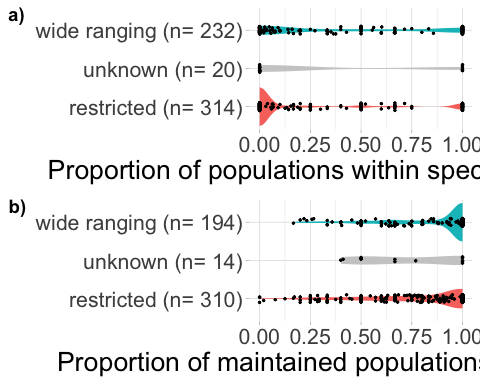 a)
wide ranging (n= 232)
unknown (n= 20)
restricted (n= 314)
0.00 0.25 0.50 0.75 1.00
Proportion of populations within spec
b)
wide ranging (n= 194)
unknown (n= 14)
restricted (n= 310)
0.00 0.25 0.50 0.75 1.00
Proportion of maintained populations